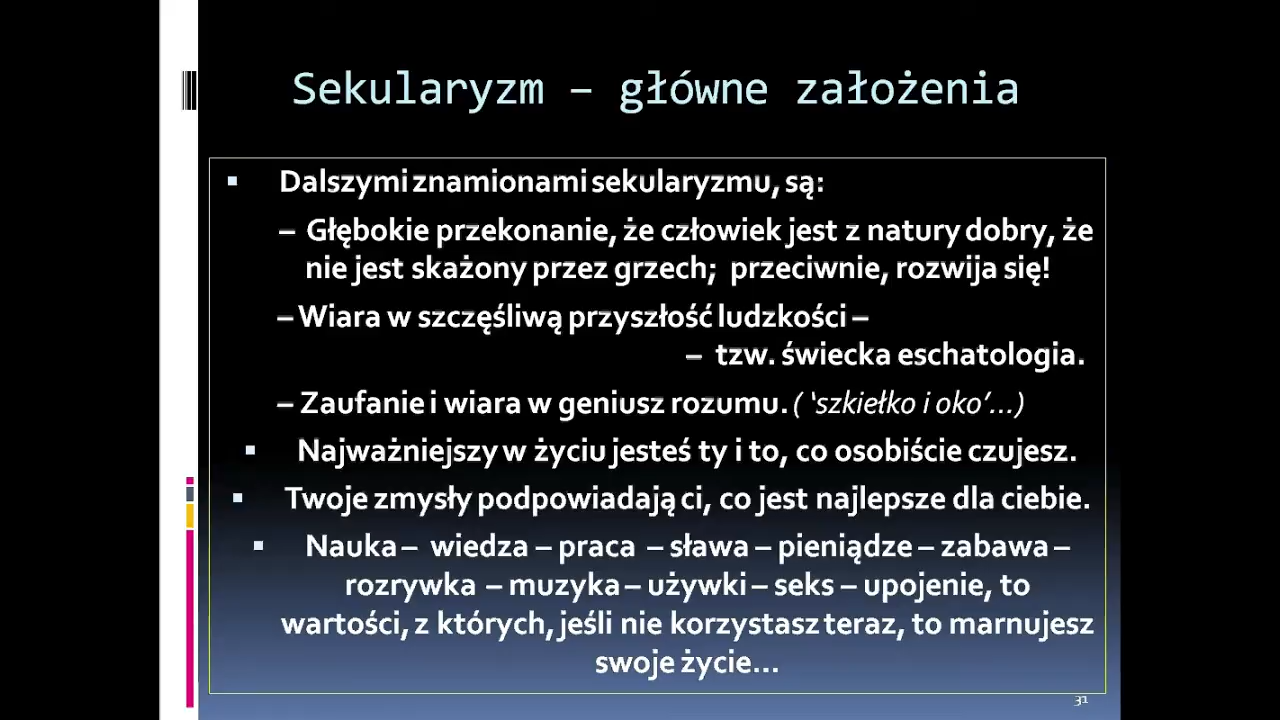 Sekularyzm – główne założenia
▪ Dalszymi znamionami sekularyzmu, są:
– Głębokie przekonanie, że człowiek jest z natury dobry, że
nie jest skażony przez grzech; przeciwnie, rozwija się!
– Wiara w szczęśliwą przyszłość ludzkości –
– tzw. świecka eschatologia.
– Zaufanie i wiara w geniusz rozumu. ( ‘szkiełko i oko’...)
▪ Najważniejszy w życiu jesteś ty i to, co osobiście czujesz.
▪ Twoje zmysły podpowiadają ci, co jest najlepsze dla ciebie.
▪ Nauka – wiedza – praca – sława – pieniądze – zabawa –
rozrywka – muzyka – używki – seks – upojenie, to
wartości, z których, jeśli nie korzystasz teraz, to marnujesz
swoje życie...
31